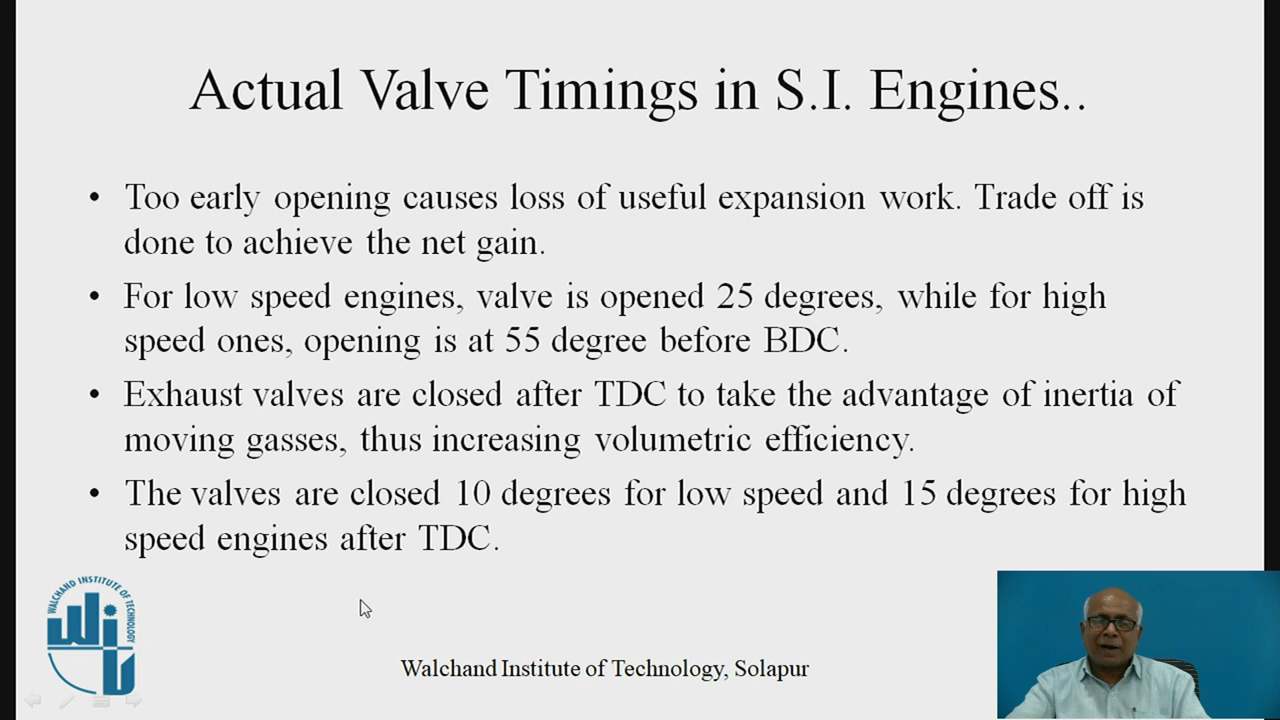 Actual Valve Timings in S.I. Engines..
• Too early opening causes loss of useful expansion work. Trade off is
done to achieve the net gain.
• For low speed engines, valve is opened 25 degrees, while for high
speed ones, opening is at 55 degree before BDC.
• Exhaust valves are closed after TDC to take the advantage of inertia of
moving gasses, thus increasing volumetric efficiency.
• The valves are closed 10 degrees for low speed and 15 degrees for high
speed engines after TDC.
WALCHAND INSTITUTE OF TECHNOLOGY
Walchand Institute of Technology, Solapur